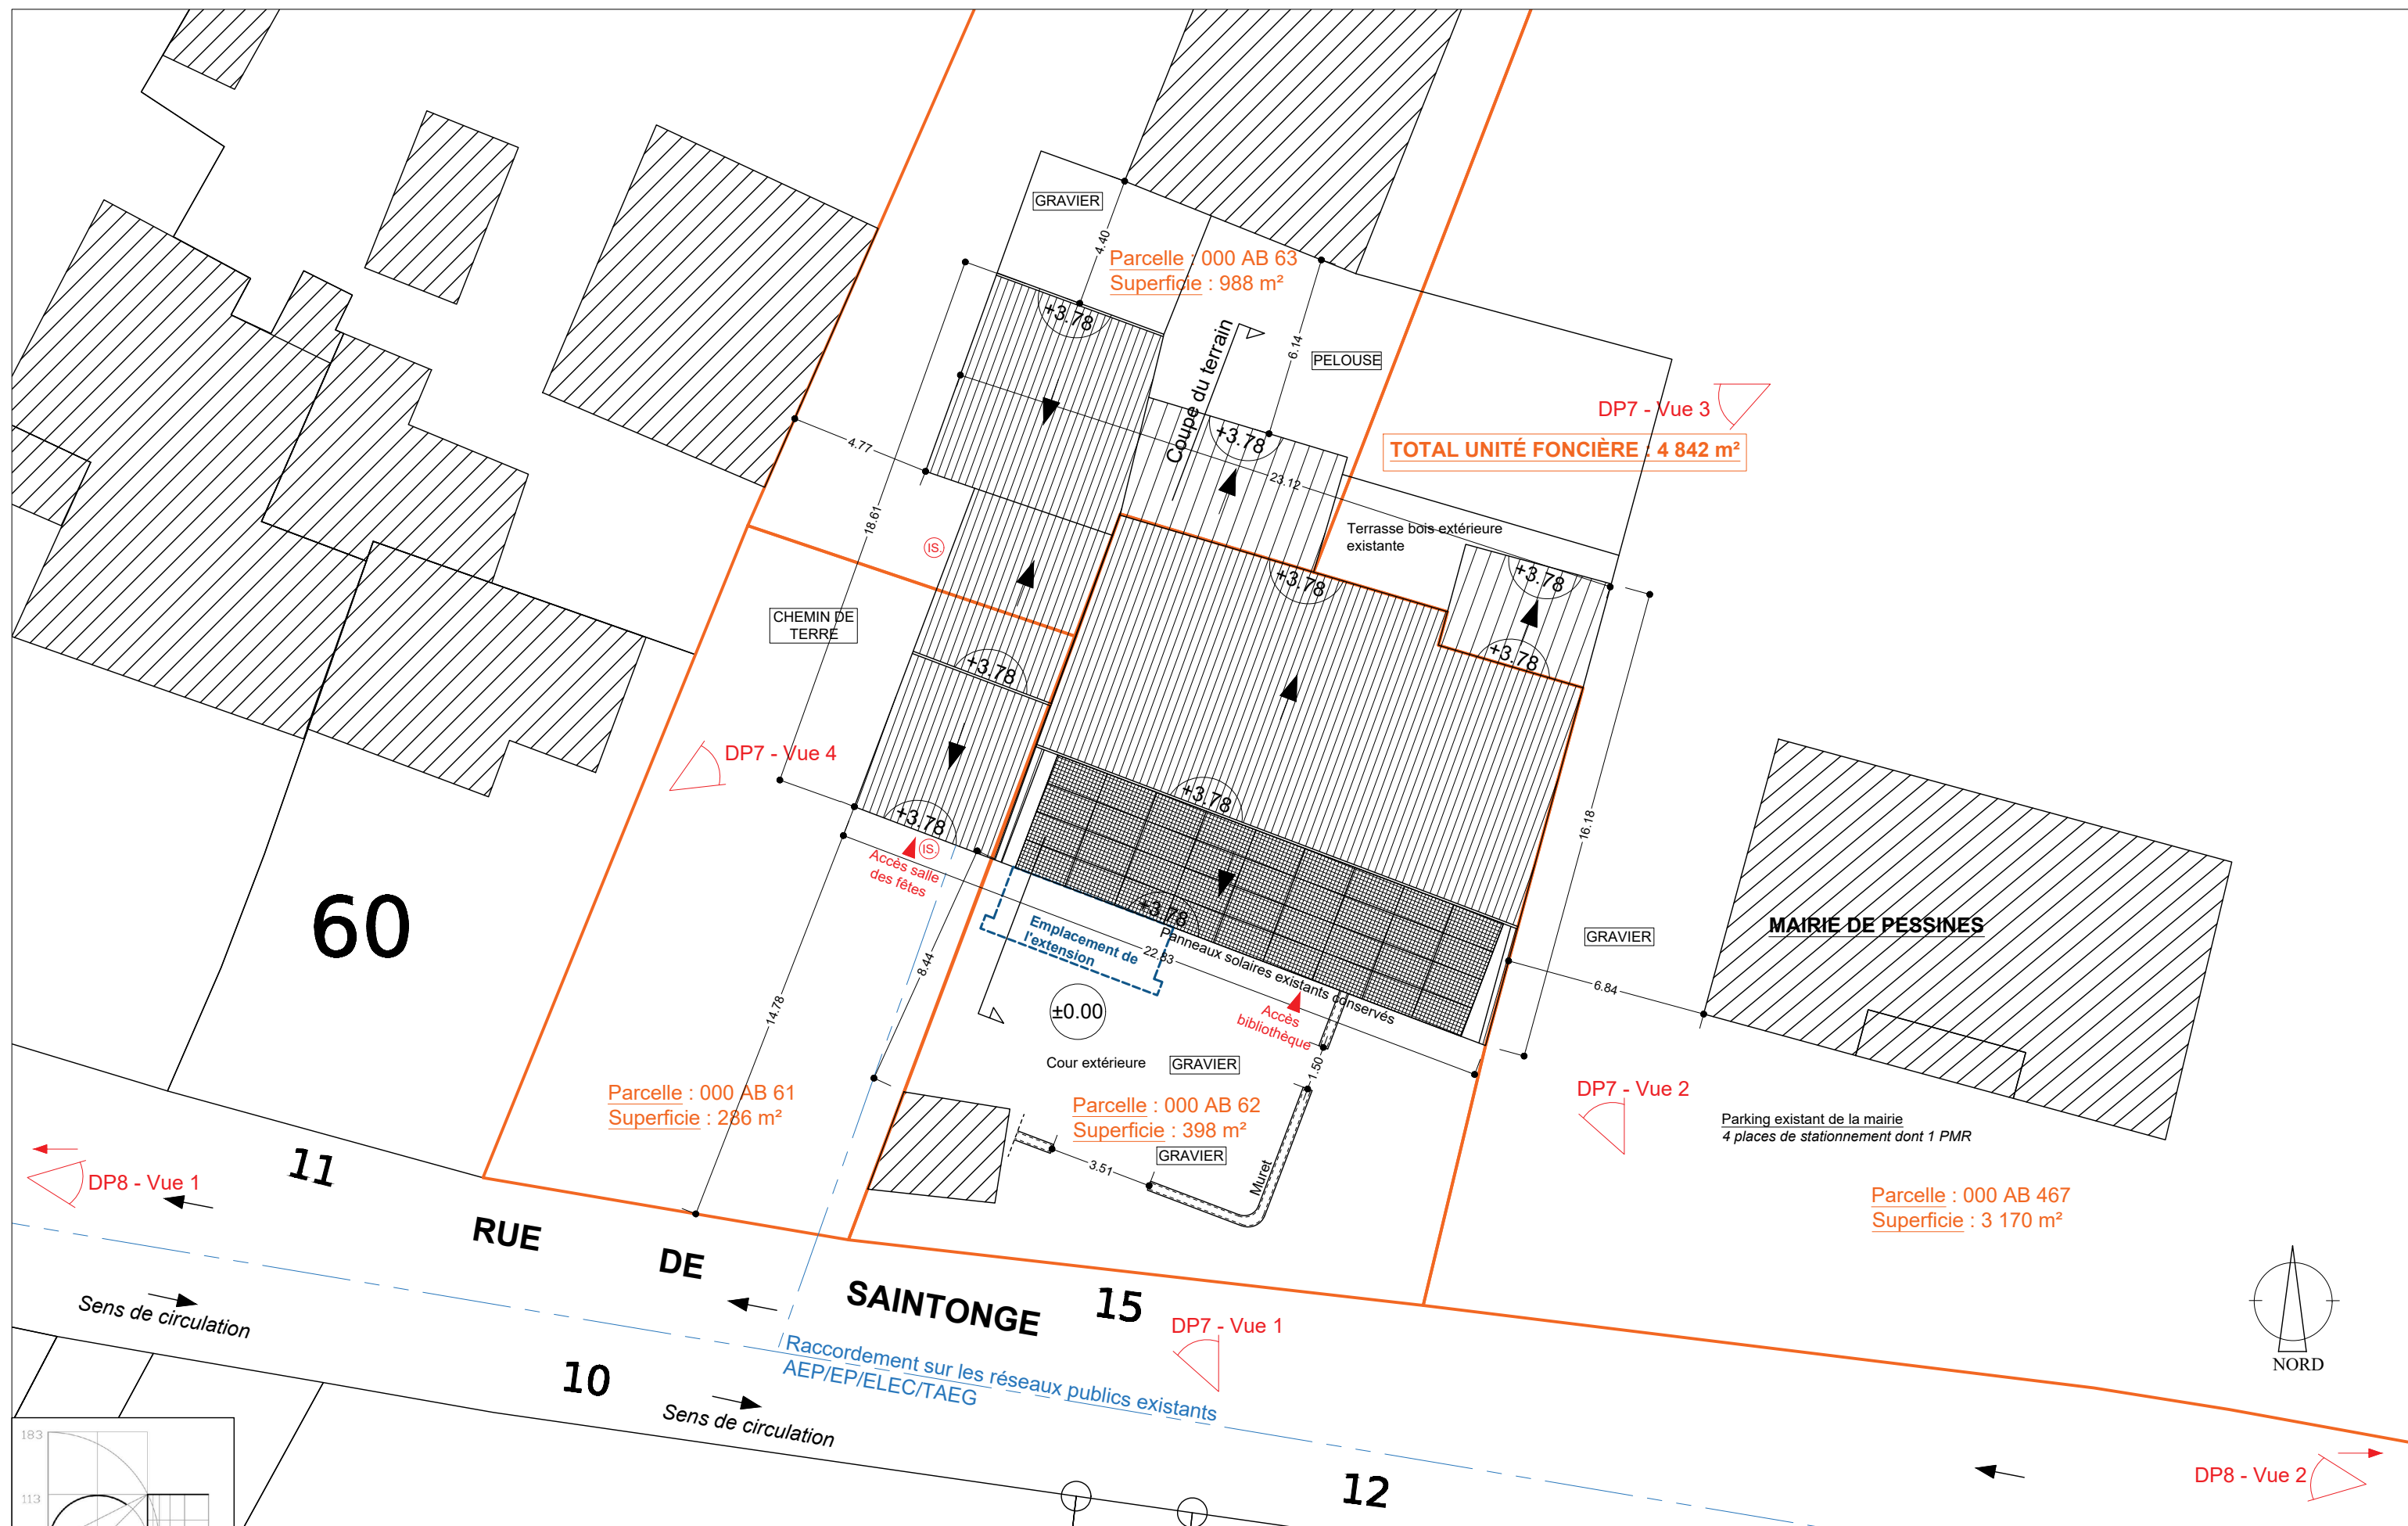 GRAVIER
4.40
Parcelle : 000 AB 63
Superficie : 988 m²
+3.78
Coupe du terrain
6.14
PELOUSE
DP7 - Vue 3
TOTAL UNITÉ FONCIÈRE : 4 842 m²
4.77
+3.78
23.12
18.61
Terrasse bois extérieure
existante
IS.
+3.78
+3.78
CHEMIN DE
TERRE
+3.78
+3.78
DP7 - Vue 4
+3.78
+3.78
16.18
IS.
Accès salle
des fêtes
60
+3.78
Emplacement de
l'extension
22.83
Panneaux solaires existants conservés
GRAVIER
MAIRIE DE PESSINES
8.44
14.78
6.84
±0.00
Accès
bibliothèque
Cour extérieure
GRAVIER
1.50
Parcelle : 000 AB 61
Superficie : 286 m²
Parcelle : 000 AB 62
Superficie : 398 m²
DP7 - Vue 2
Parking existant de la mairie
4 places de stationnement dont 1 PMR
GRAVIER
3.51
Muret
11
DP8 - Vue 1
Parcelle : 000 AB 467
Superficie : 3 170 m²
RUE DE SAINTONGE
15
Sens de circulation
DP7 - Vue 1
Raccordement sur les réseaux publics existants
AEP/EP/ELEC/TAEG
NORD
10
Sens de circulation
183
113
12
DP8 - Vue 2